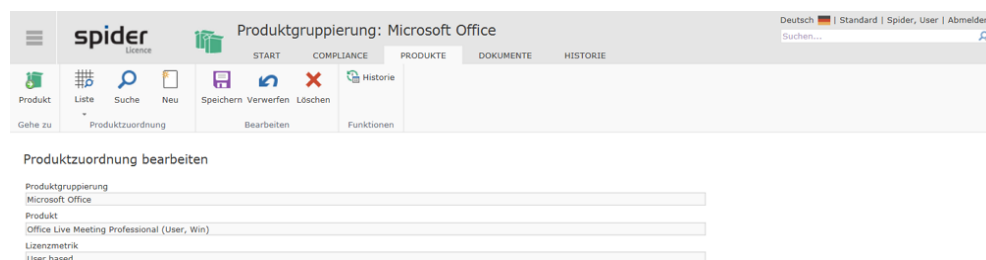 Deutsch | Standard | Spider, User | Abmelden
spider
Licence
Produktgruppierung: Microsoft Office
Suchen...
START COMPLIANCE PRODUKTE DOKUMENTE HISTORIE
Produkt Liste Suche Neu Speichern Verwerfen Löschen Historie
Gehe zu Produktzuordnung Bearbeiten Funktionen
Produktzuordnung bearbeiten
Produktgruppierung
Microsoft Office
Produkt
Office Live Meeting Professional (User, Win)
Lizenzmetrik
User based